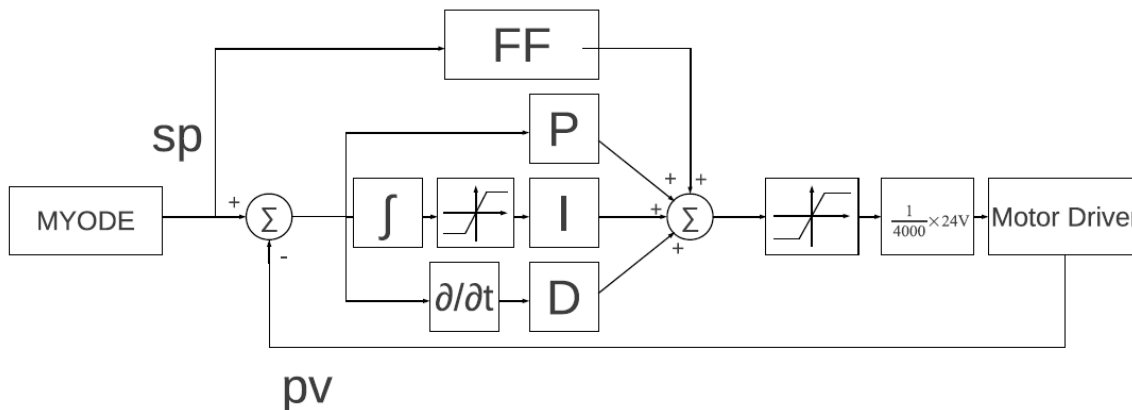 FF
sp
P
+
+
+
MYODE
Σ
∫
I
+
Σ
1/4000 ×24V
Motor Driver
-
+
∂/∂t
D
pv